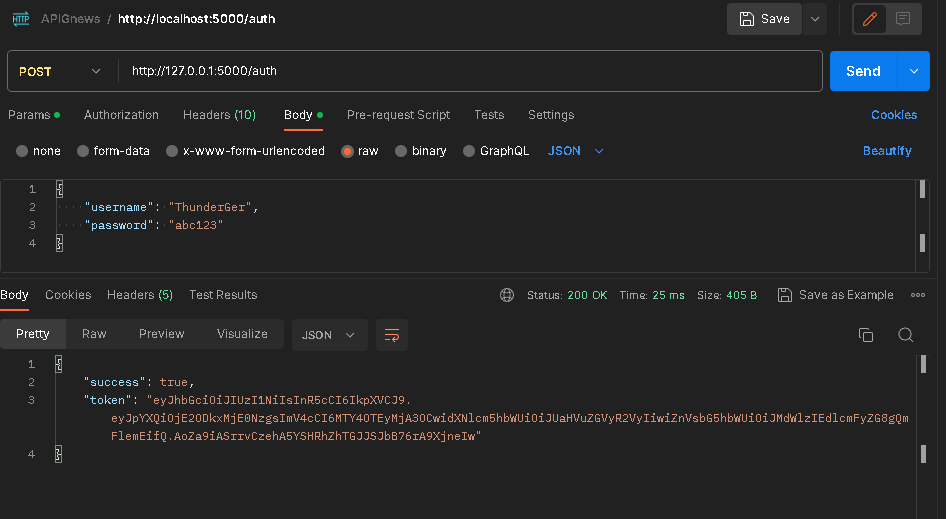 HTTP APIGnews / http://localhost:5000/auth Save
POST http://127.0.0.1:5000/auth Send
Params Authorization Headers (10) Body Pre-request Script Tests Settings Cookies
none form-data x-www-form-urlencoded raw binary GraphQL JSON Beautify
1 {
2 "username": "ThunderGer",
3 "password": "abc123"
4 }
Body Cookies Headers (5) Test Results Status: 200 OK Time: 25 ms Size: 405 B Save as Example
Pretty Raw Preview Visualize JSON
1 {
2 "success": true,
3 "token": "eyJhbGciOiJIUzI1NiIsInR5cCI6IkpXVCJ9.
eyJpYXQiOjE2ODkxMjE0NzgsImV4cCI6MTY4OTEyMjA3OCwidXNlcm5hbWUiOiJUaHVuZGVyR2VyIiwiZnVsbG5hbWUiOiJMdWlzIEdlcmFyZG8gQm
FlemEifQ.AoZa9iASrrvCzehA5YSHRhZhTGJJSJbB76rA9XjneIw"
4 }